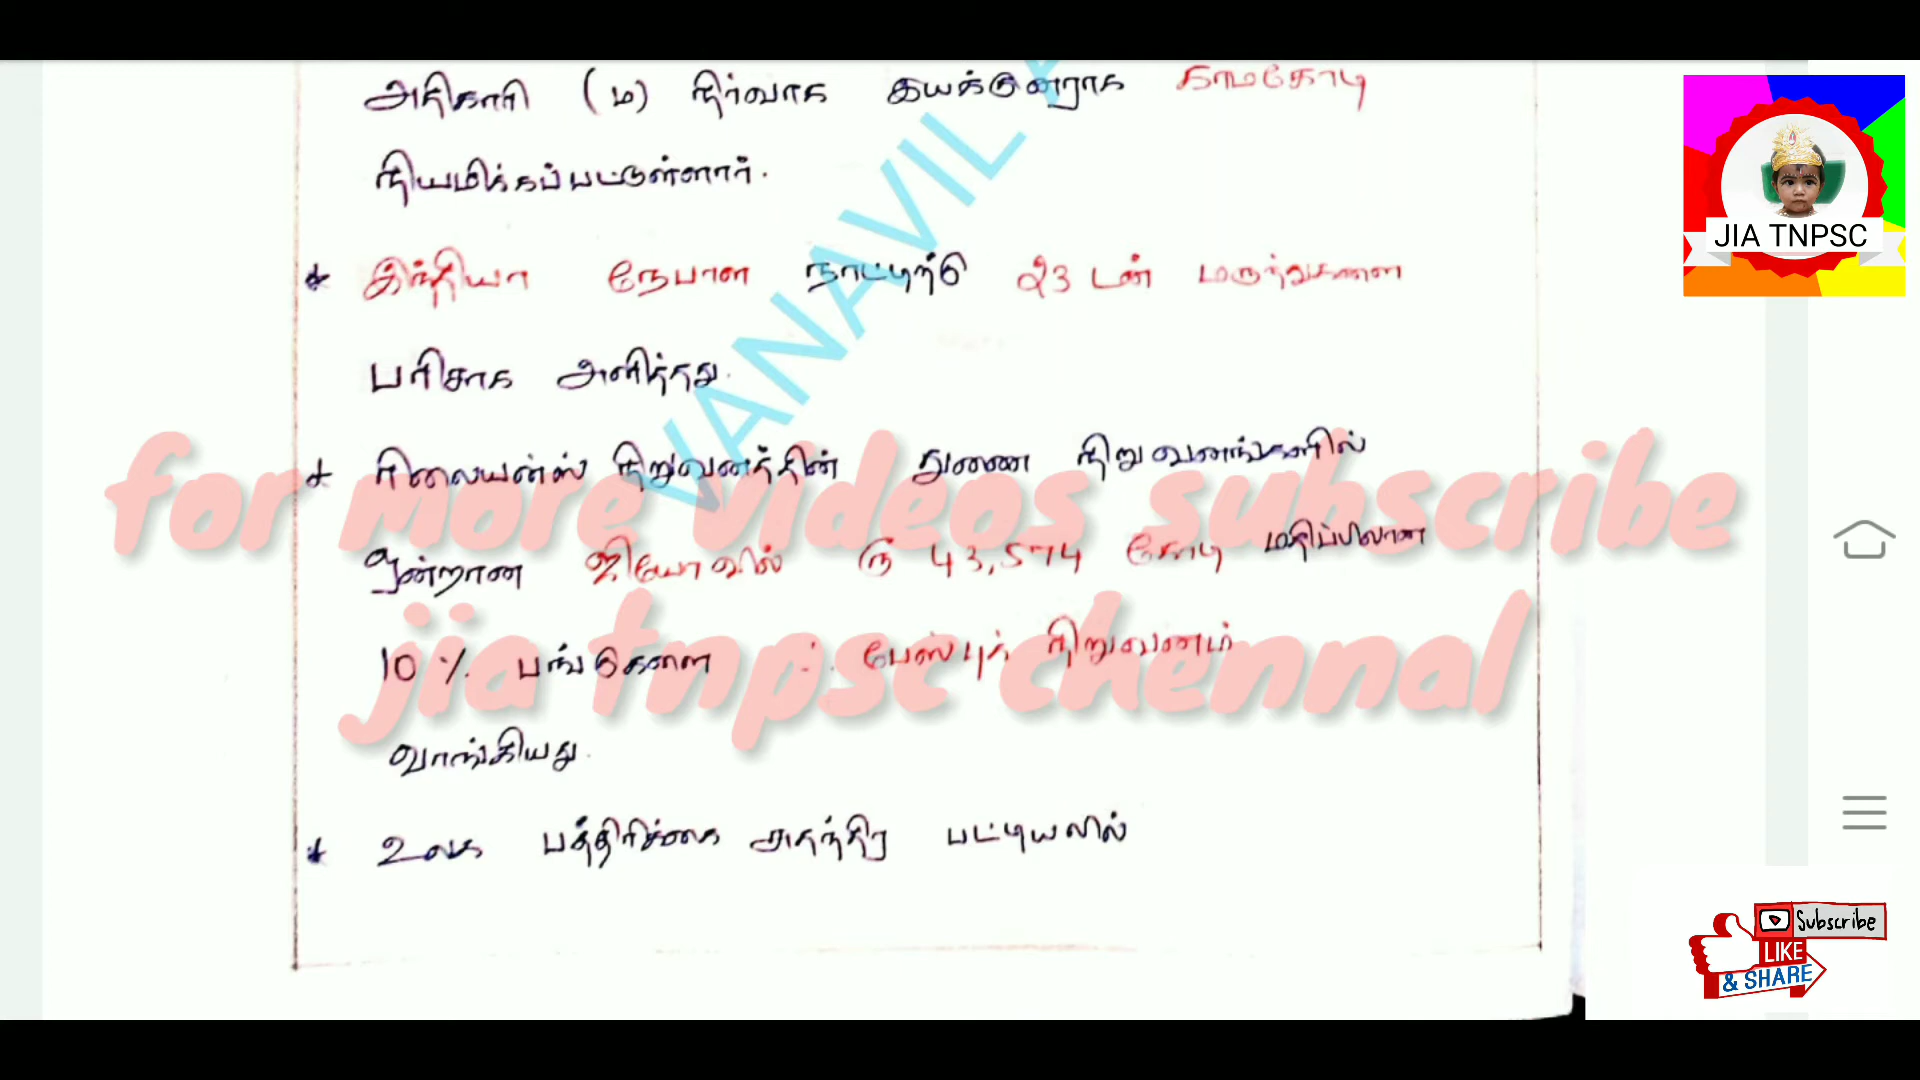 அதிகாரி (ம) நிர்வாக இயக்குனராக காமகோடி
நியமிக்கப்பட்டுள்ளார்.
* இந்தியா நேபாள நாட்டிற்கு 23 டன் மருந்துகளை
பரிசாக அளித்தது.
* ரிலையன்ஸ் நிறுவனத்தின் துணை நிறுவனங்களில்
ஒன்றான ஜியோவில் ரூ 43,574 கோடி மதிப்பிலான
10 % பங்குகளை பேஸ்புக் நிறுவனம்
வாங்கியது.
* உலக பத்திரிக்கை சுதந்திர பட்டியலில்
VANAVIL
for more videos subscribe
jia tnpsc chennal
JIA TNPSC
Subscribe
LIKE
& SHARE